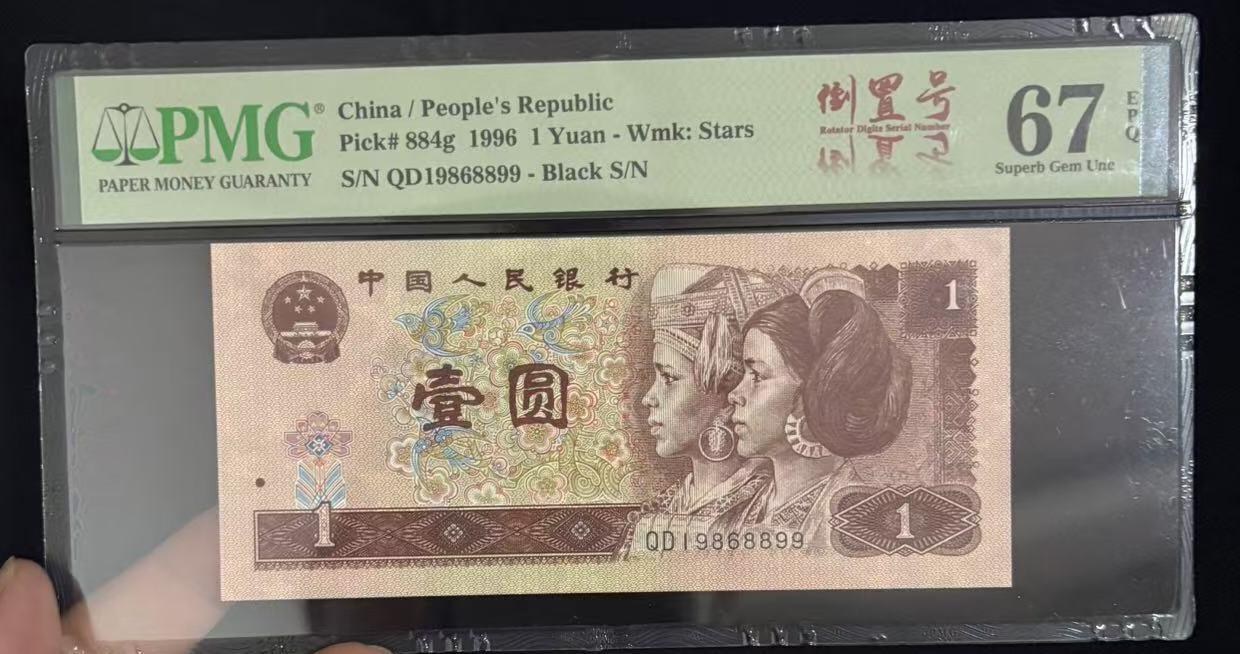 PMG®
PAPER MONEY GUARANTY
China / People's Republic
Pick# 884g 1996 1 Yuan - Wmk: Stars
S/N QD19868899 - Black S/N
倒置号
Rotator Digits Serial Number
67
EPQ
Superb Gem Unc
中国人民银行
1
壹圆
1
QD19868899
1